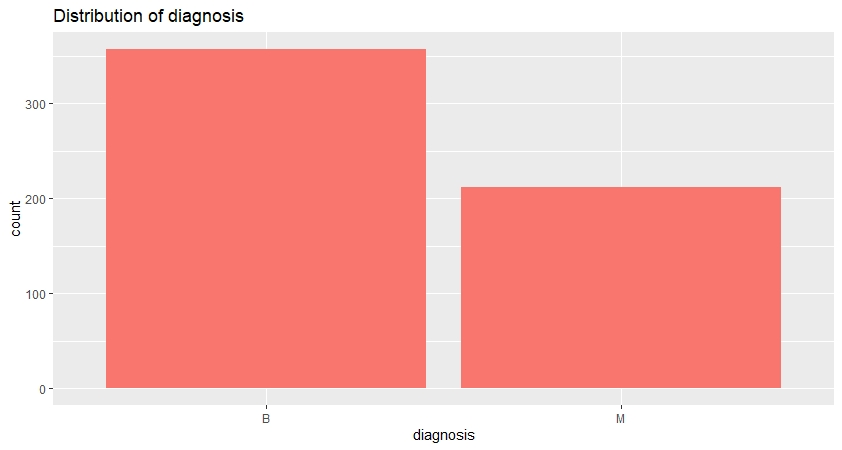 Distribution of diagnosis
count
300
200
100
0
B M
diagnosis